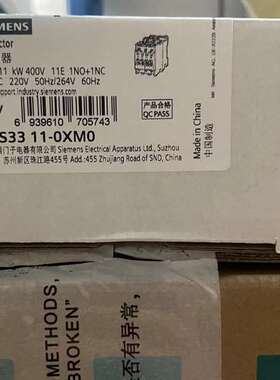 EMENS
ctor
器
11 kW 400V 11E 1NO+1NC
C 220V 50Hz/264V 60Hz
产品合格
QC PASS
support.industry.siemens.com
6 939610 705743
S33 11-0XM0
门子电器有限公司 Siemens Electrical Apparatus Ltd., Suzhou
苏州新区珠江路455号 Add:455 Zhujiang Road of SND, China
Made in China
中国制造
METHODS,
BROKEN"
是否有异常,